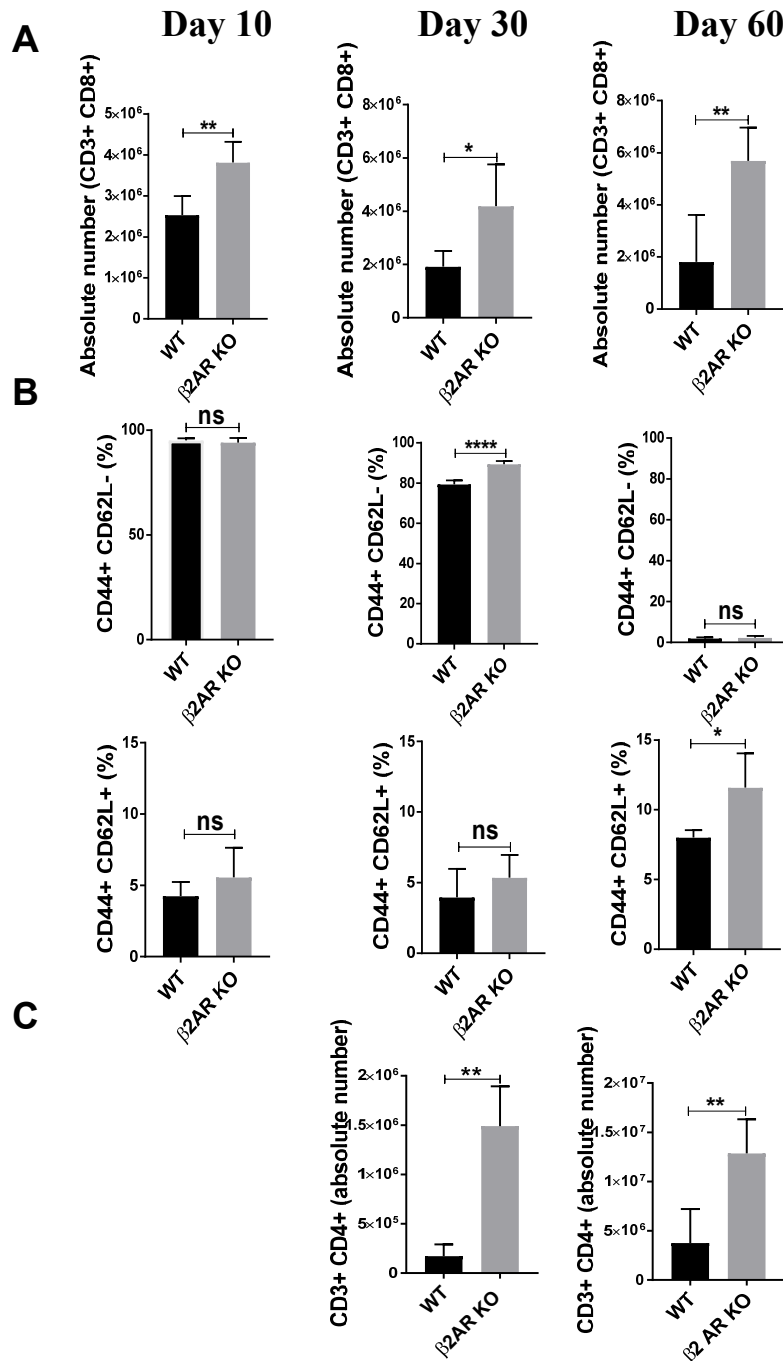 A
Day 10
Day 30
Day 60
Absolute number (CD3+ CD8+)
5×10⁶
4×10⁶
3×10⁶
2×10⁶
1×10⁶
0
**
WT
β2AR KO
Absolute number (CD3+ CD8+)
8×10⁶
6×10⁶
4×10⁶
2×10⁶
0
*
WT
β2AR KO
Absolute number (CD3+ CD8+)
8×10⁶
6×10⁶
4×10⁶
2×10⁶
0
**
WT
β2AR KO
B
CD44+ CD62L- (%)
100
50
0
ns
WT
β2AR KO
CD44+ CD62L- (%)
100
80
60
40
20
0
****
WT
β2AR KO
CD44+ CD62L- (%)
100
80
60
40
20
0
ns
WT
β2AR KO
CD44+ CD62L+ (%)
15
10
5
0
ns
WT
β2AR KO
CD44+ CD62L+ (%)
15
10
5
0
ns
WT
β2AR KO
CD44+ CD62L+ (%)
15
10
5
0
*
WT
β2AR KO
C
CD3+ CD4+ (absolute number)
2×10⁶
1.5×10⁶
1×10⁶
5×10⁵
0
**
WT
β2AR KO
CD3+ CD4+ (absolute number)
2×10⁷
1.5×10⁷
1×10⁷
5×10⁶
0
**
WT
β2 AR KO